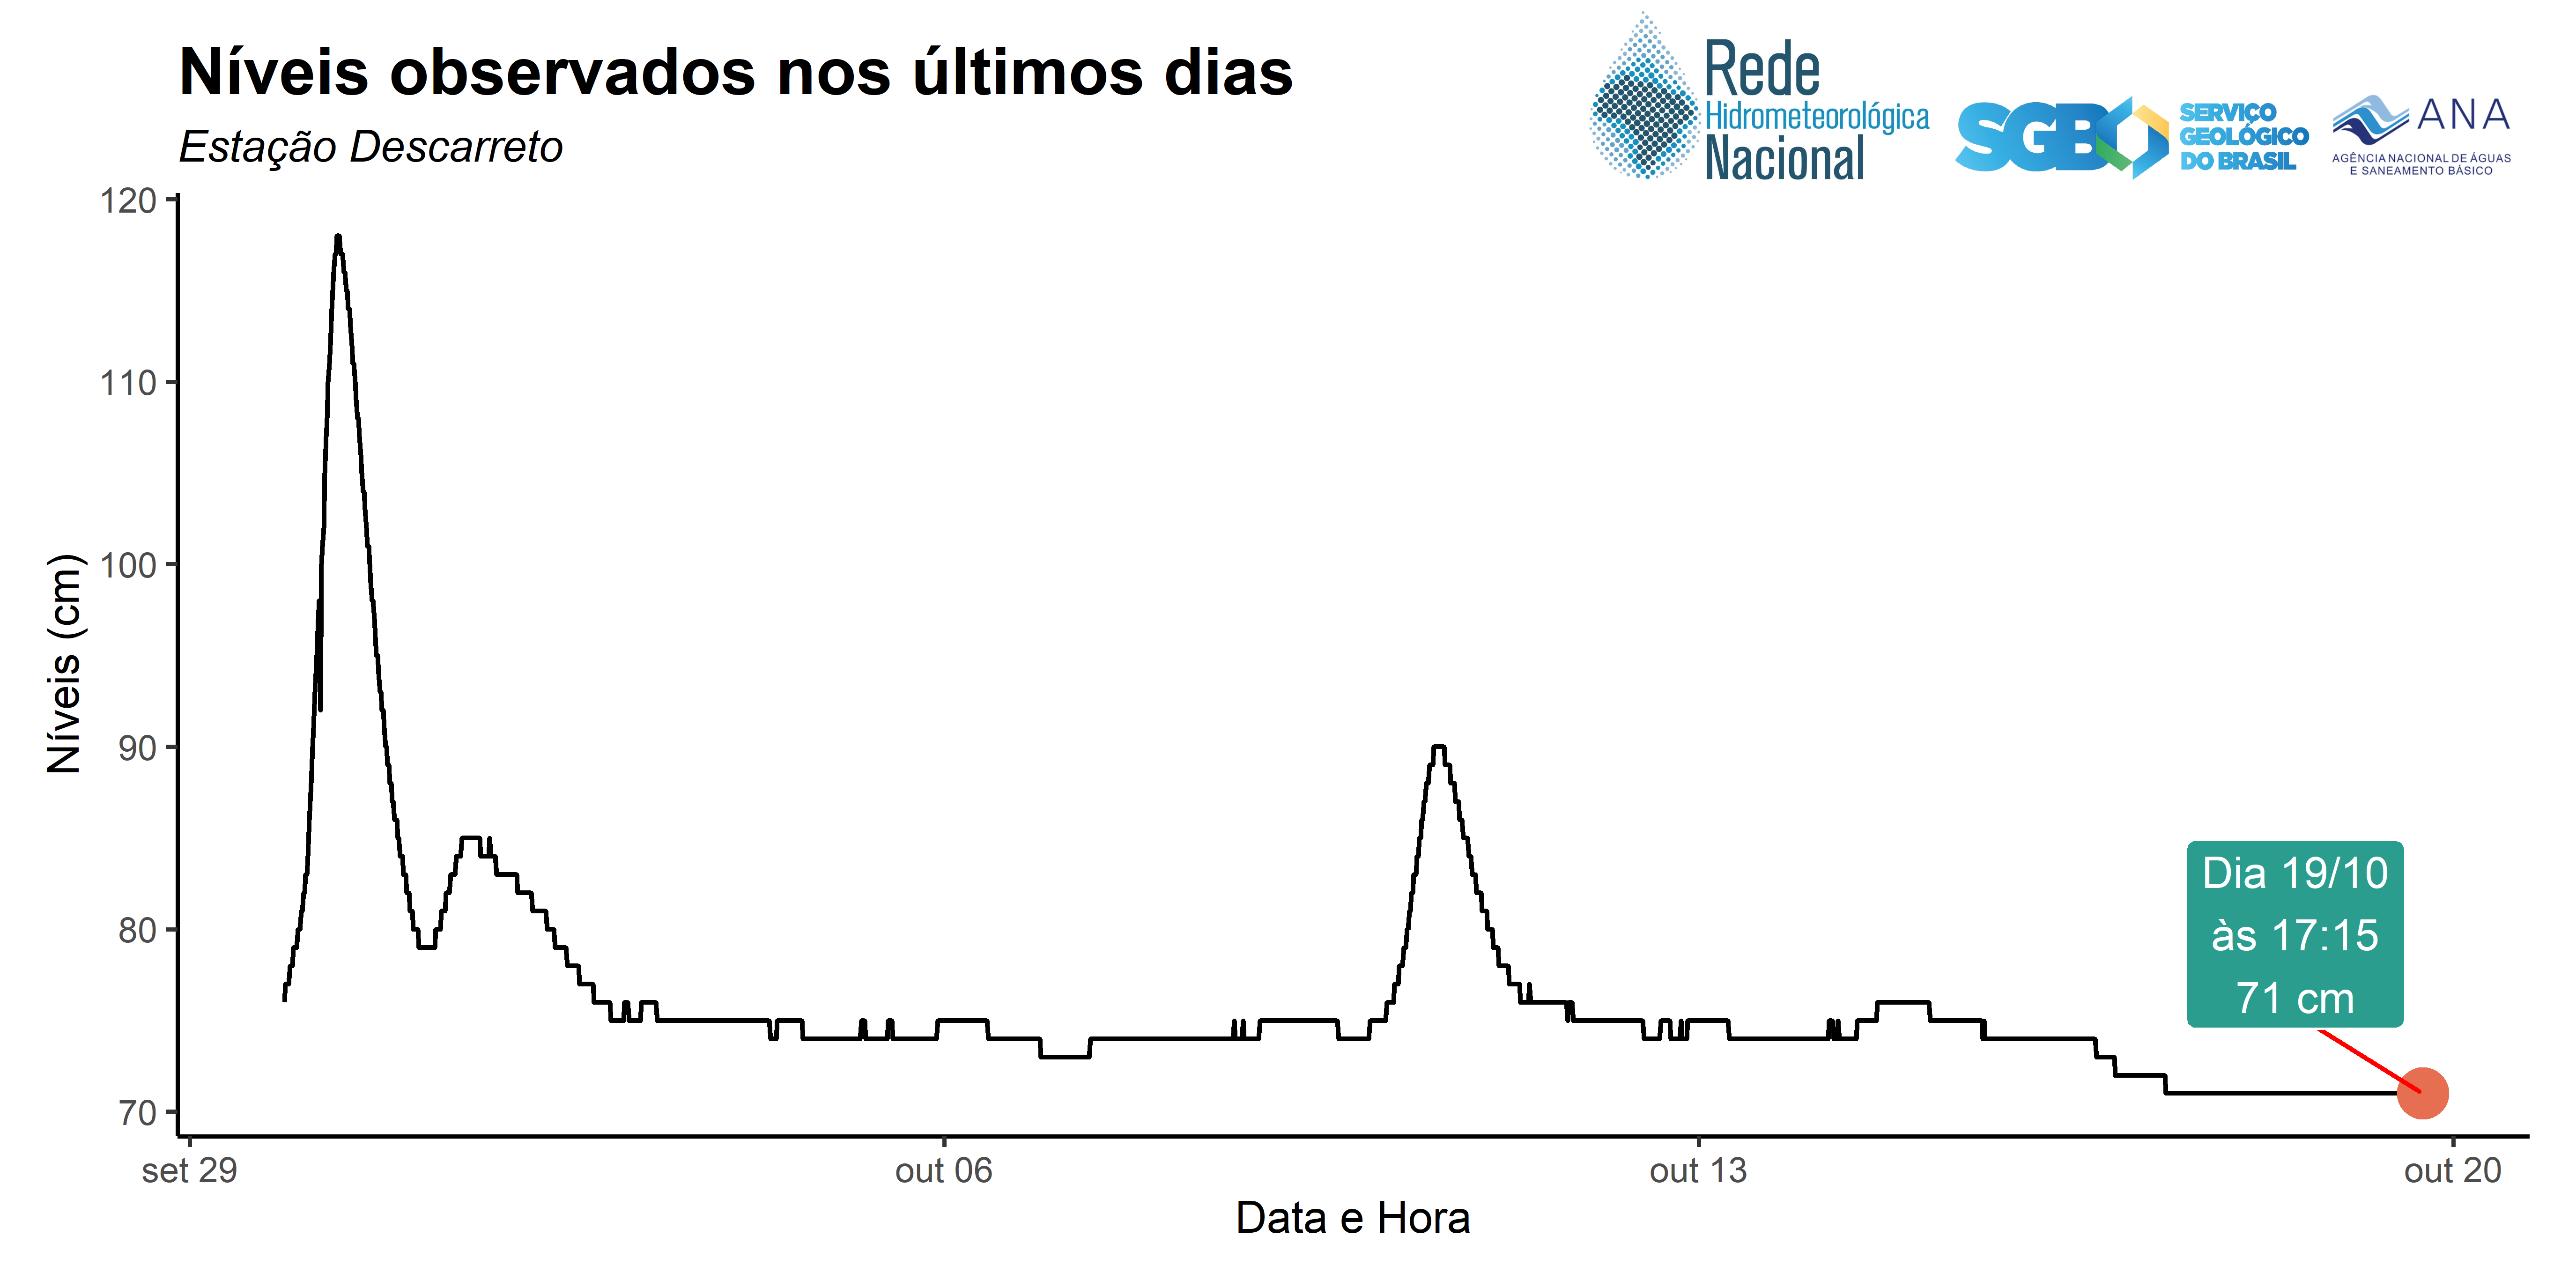 Níveis observados nos últimos dias
Estação Descarreto
Rede
Hidrometeorológica
Nacional
SGB
SERVIÇO
GEOLÓGICO
DO BRASIL
ANA
AGÊNCIA NACIONAL DE ÁGUAS
E SANEAMENTO BÁSICO
Níveis (cm)
120
110
100
90
80
70
Dia 19/10
às 17:15
71 cm
set 29
out 06
out 13
out 20
Data e Hora